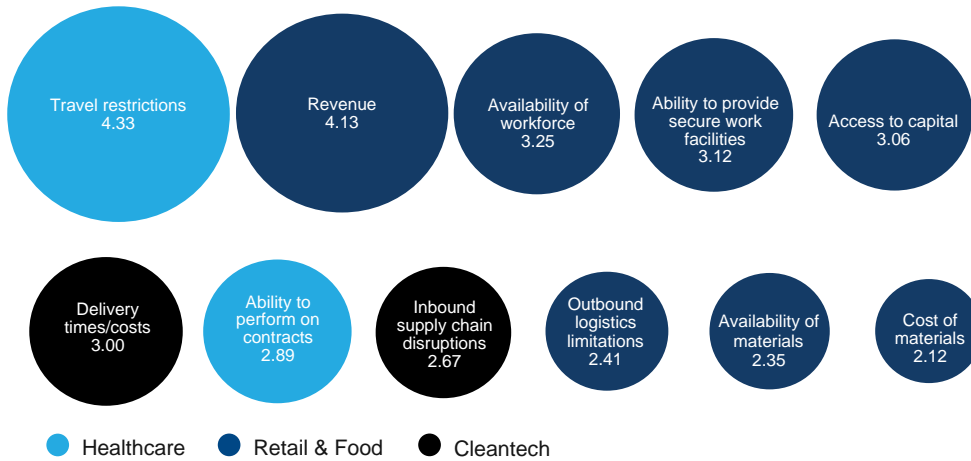 Travel restrictions
4.33
Revenue
4.13
Availability of
workforce
3.25
Ability to provide
secure work
facilities
3.12
Access to capital
3.06
Delivery
times/costs
3.00
Ability to
perform on
contracts
2.89
Inbound
supply chain
disruptions
2.67
Outbound
logistics
limitations
2.41
Availability of
materials
2.35
Cost of
materials
2.12
Healthcare
Retail & Food
Cleantech